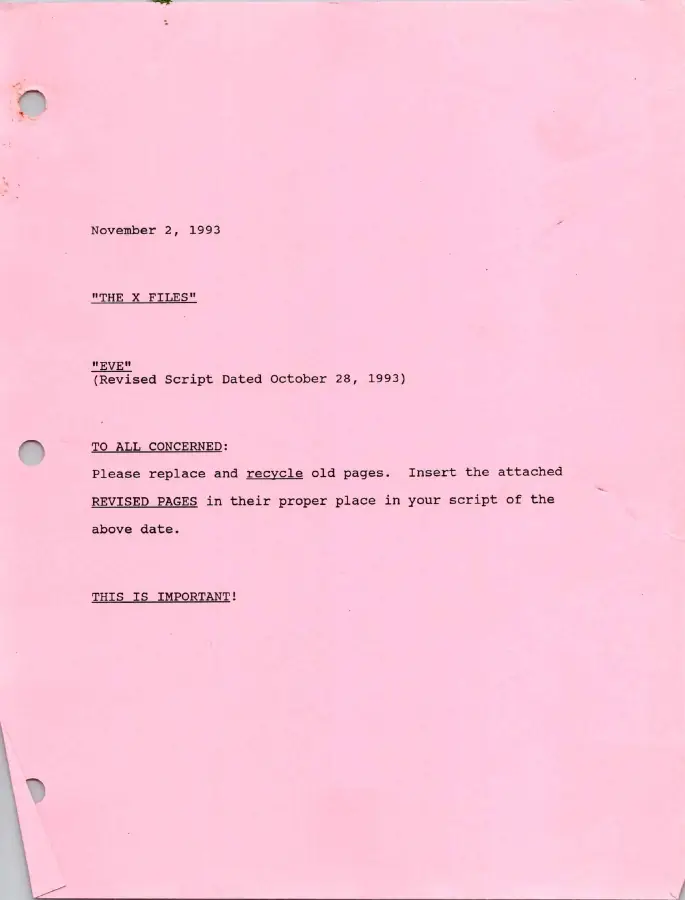 November 2, 1993
"THE X FILES"
"EVE"
(Revised Script Dated October 28, 1993)
TO ALL CONCERNED:
Please replace and recycle old pages. Insert the attached
REVISED PAGES in their proper place in your script of the
above date.
THIS IS IMPORTANT!